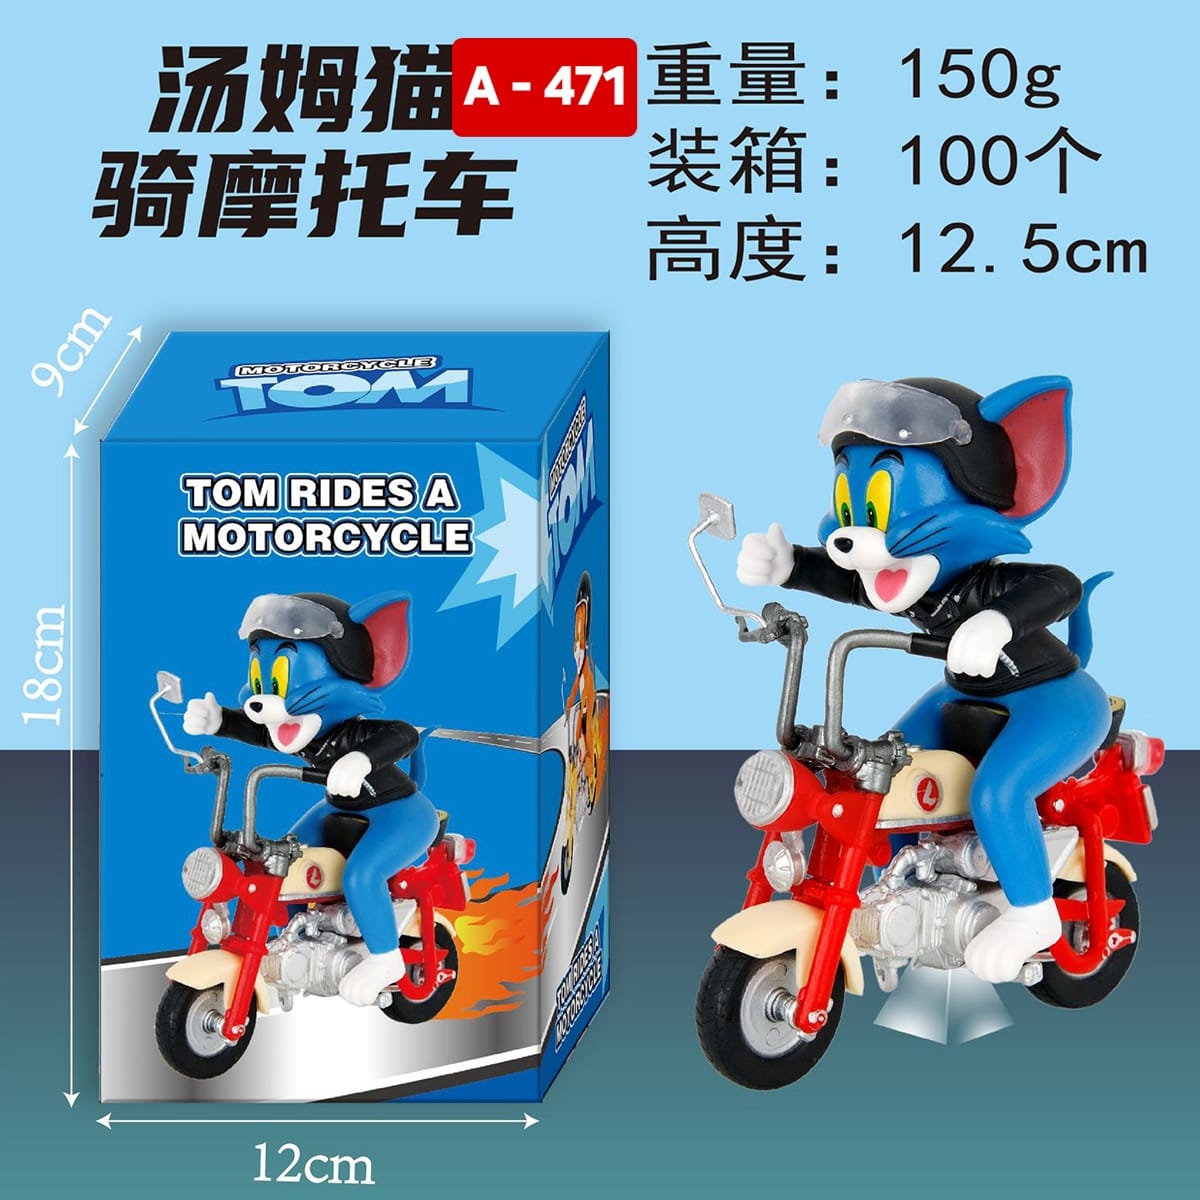 汤姆猫
骑摩托车
A - 471
重量：150g
装箱：100个
高度：12.5cm
9cm
18cm
12cm
MOTORCYCLE
TOM
TOM RIDES A
MOTORCYCLE
MOTORCYCLE
TOM
TOM RIDES A
MOTORCYCLE
L
L